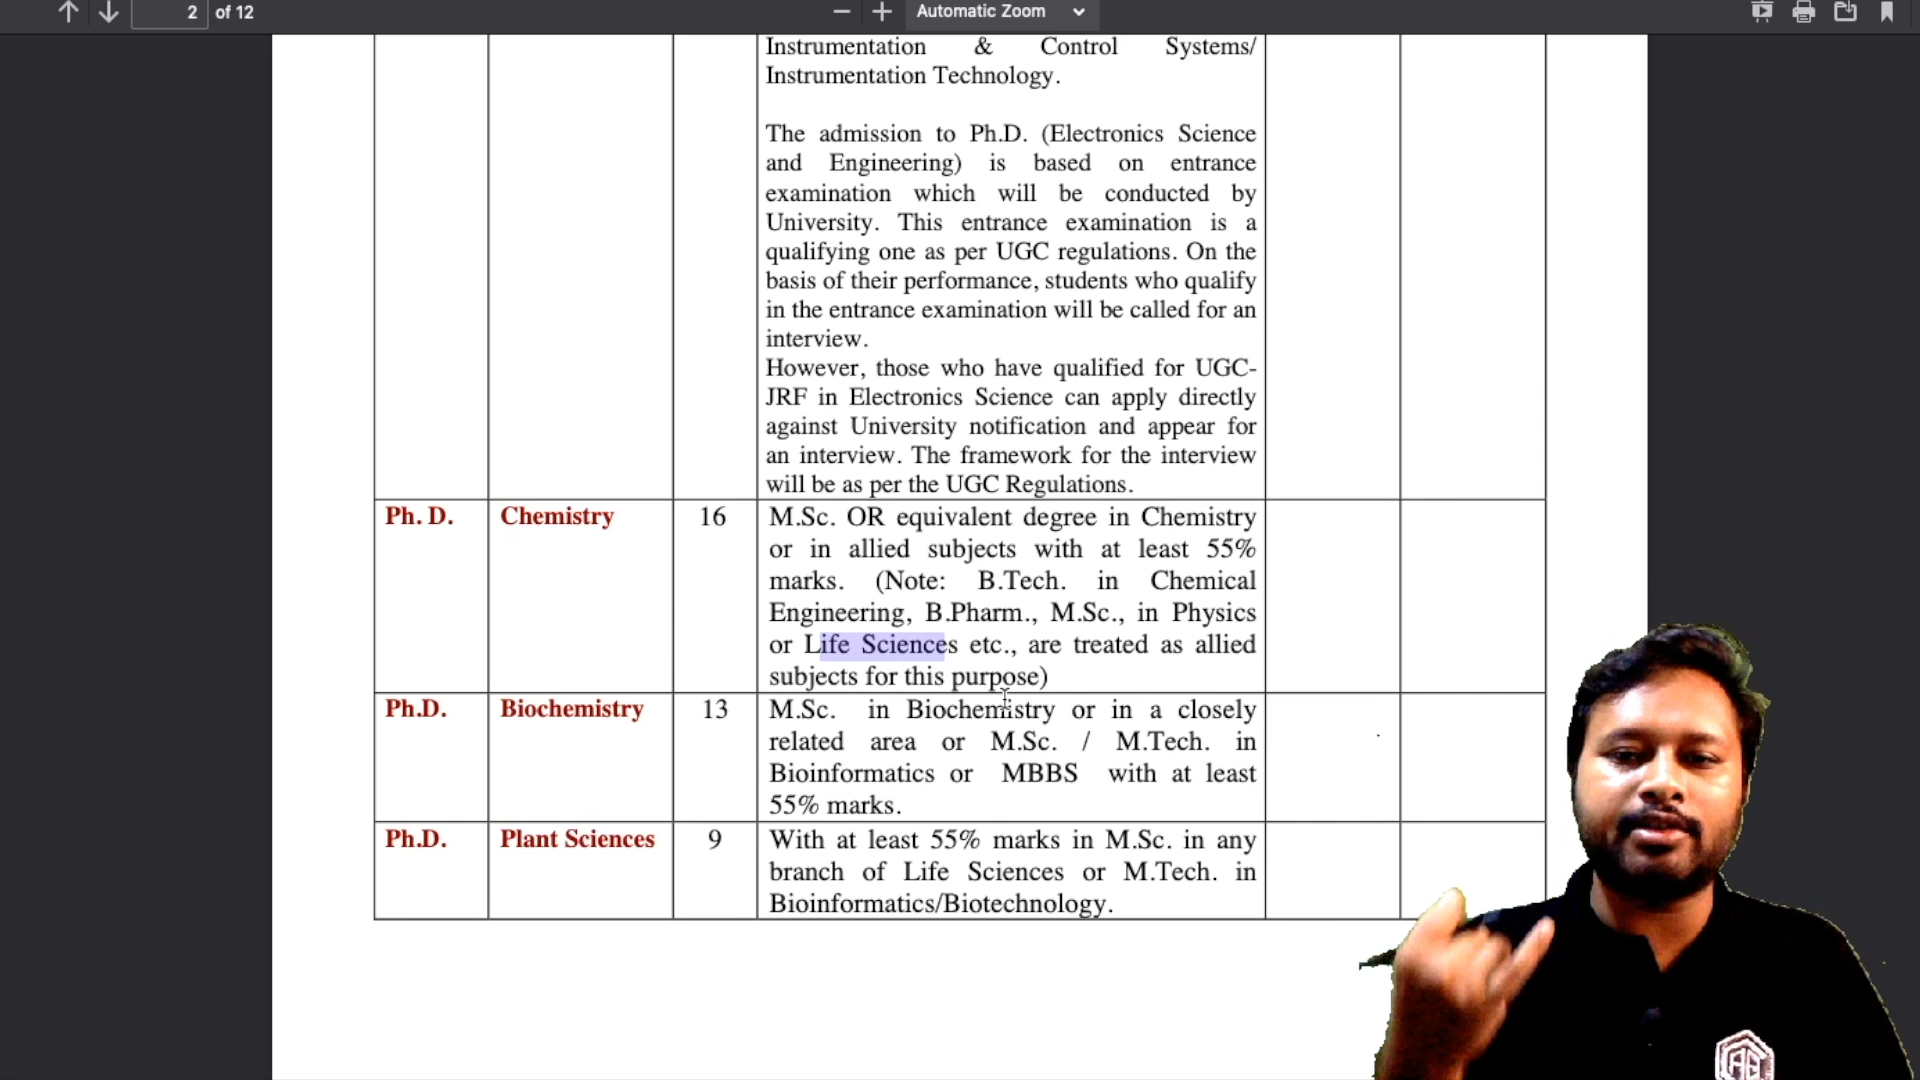 2 of 12
Automatic Zoom
Instrumentation & Control Systems/
Instrumentation Technology.
The admission to Ph.D. (Electronics Science
and Engineering) is based on entrance
examination which will be conducted by
University. This entrance examination is a
qualifying one as per UGC regulations. On the
basis of their performance, students who qualify
in the entrance examination will be called for an
interview.
However, those who have qualified for UGC-
JRF in Electronics Science can apply directly
against University notification and appear for
an interview. The framework for the interview
will be as per the UGC Regulations.
Ph. D. Chemistry 16 M.Sc. OR equivalent degree in Chemistry
or in allied subjects with at least 55%
marks. (Note: B.Tech. in Chemical
Engineering, B.Pharm., M.Sc., in Physics
or Life Sciences etc., are treated as allied
subjects for this purpose)
Ph.D. Biochemistry 13 M.Sc. in Biochemistry or in a closely
related area or M.Sc. / M.Tech. in
Bioinformatics or MBBS with at least
55% marks.
Ph.D. Plant Sciences 9 With at least 55% marks in M.Sc. in any
branch of Life Sciences or M.Tech. in
Bioinformatics/Biotechnology.